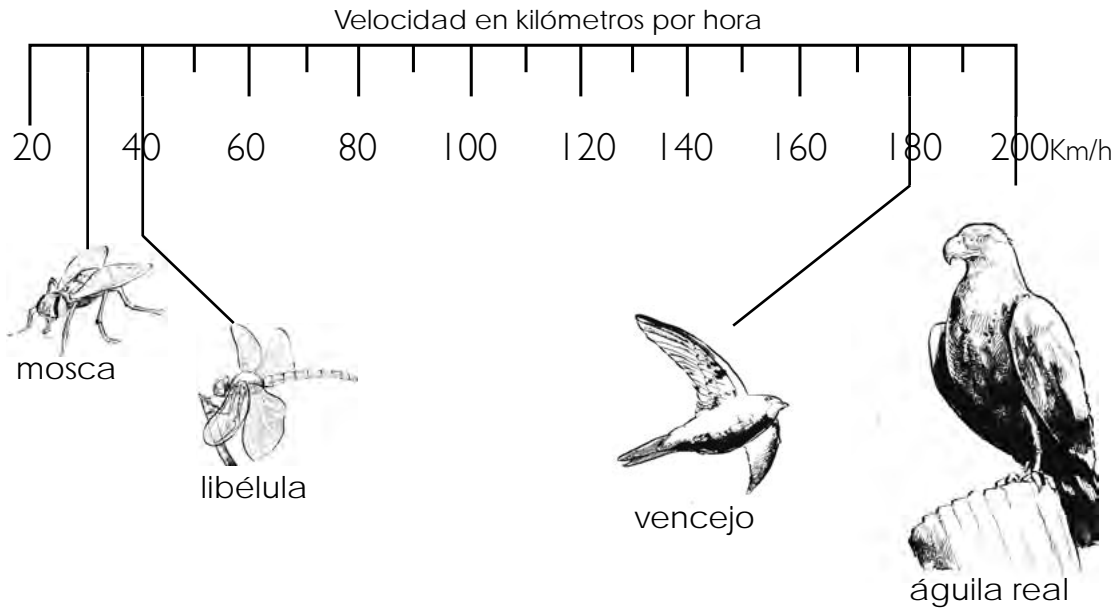 Velocidad en kilómetros por hora
20 40 60 80 100 120 140 160 180 200Km/h
mosca
libélula
vencejo
águila real